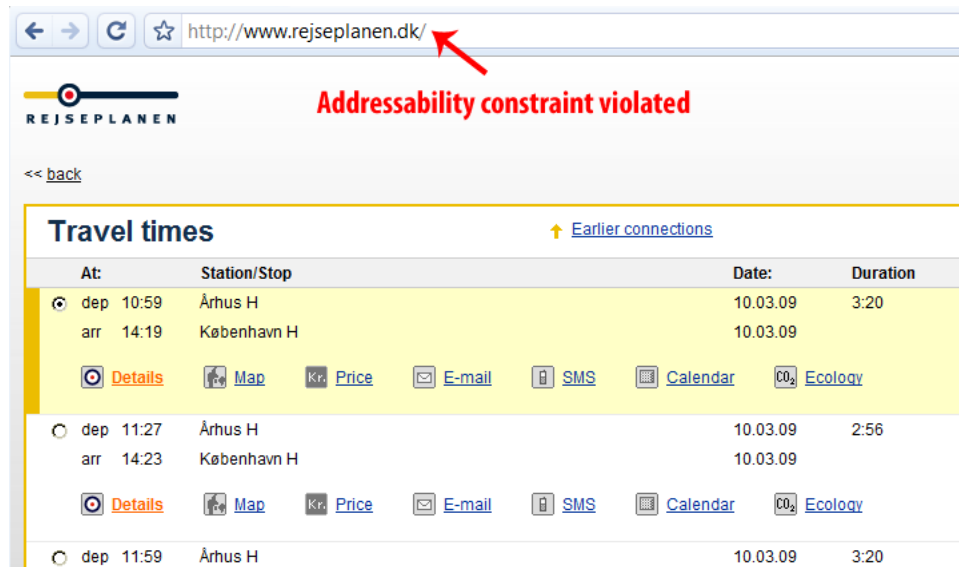 http://www.rejseplanen.dk/
Addressability constraint violated
REJSEPLANEN
<< back
Travel times Earlier connections
At: Station/Stop Date: Duration
dep 10:59 Århus H 10.03.09 3:20
arr 14:19 København H 10.03.09
Details Map Kr. Price E-mail SMS Calendar CO₂ Ecology
dep 11:27 Århus H 10.03.09 2:56
arr 14:23 København H 10.03.09
Details Map Kr. Price E-mail SMS Calendar CO₂ Ecology
dep 11:59 Århus H 10.03.09 3:20